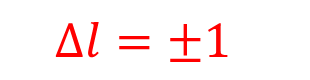 Δl = ±1